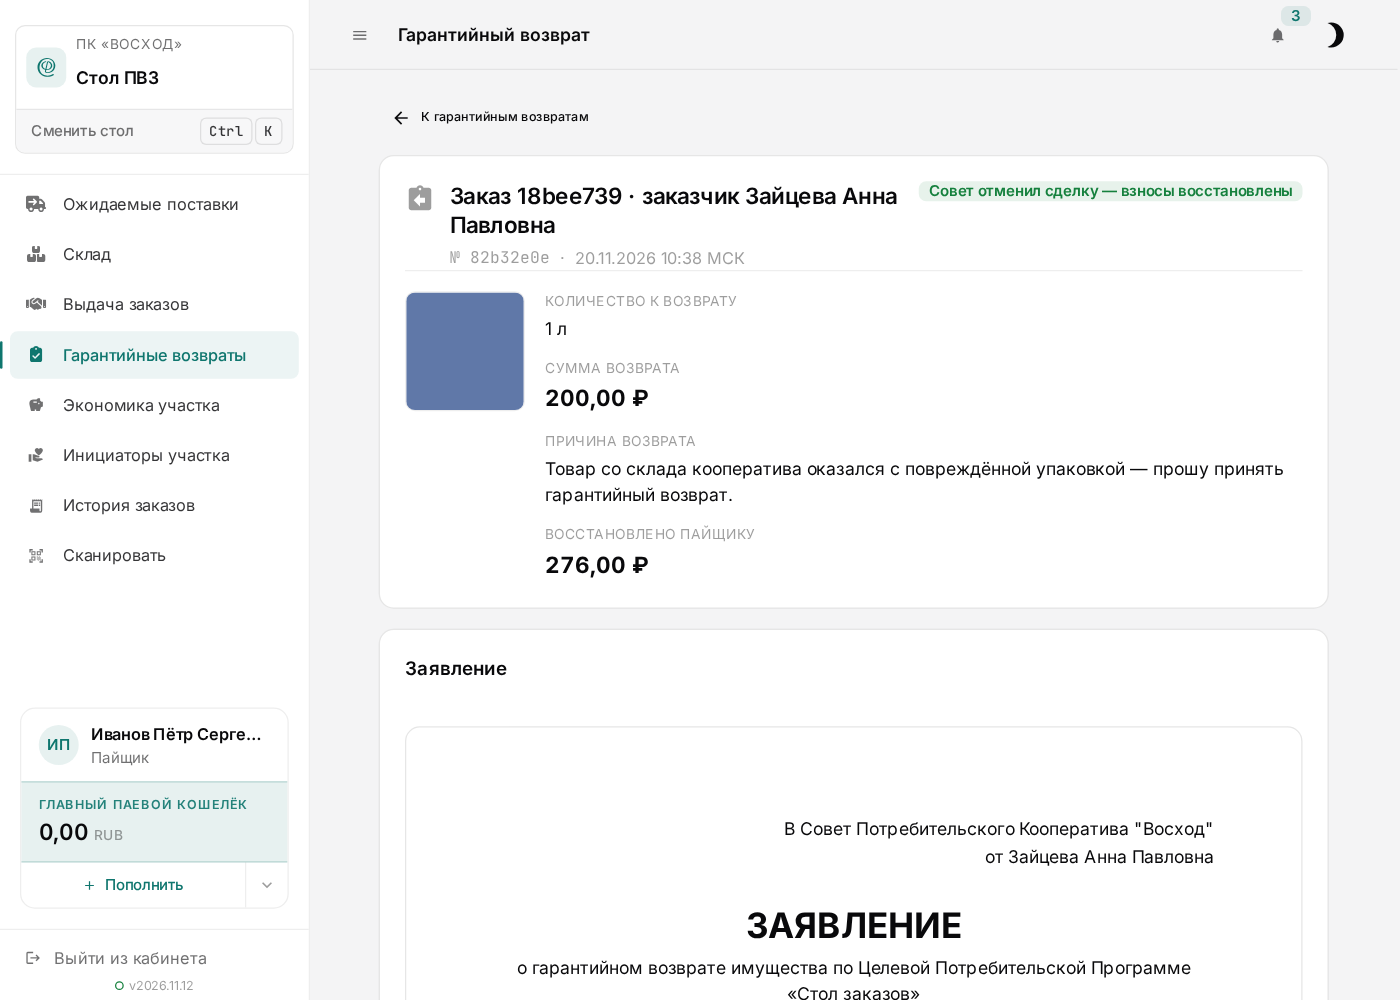 ПК «ВОСХОД»
Стол ПВЗ
Сменить стол
Ctrl K
Ожидаемые поставки
Склад
Выдача заказов
Гарантийные возвраты
Экономика участка
Инициаторы участка
История заказов
Сканировать
ИП
Иванов Пётр Серге...
Пайщик
ГЛАВНЫЙ ПАЕВОЙ КОШЕЛЁК
0,00 RUB
+ Пополнить
Выйти из кабинета
v2026.11.12
Гарантийный возврат
3
К гарантийным возвратам
Заказ 18bee739 · заказчик Зайцева Анна
Павловна
Совет отменил сделку — взносы восстановлены
№ 82b32e0e · 20.11.2026 10:38 МСК
КОЛИЧЕСТВО К ВОЗВРАТУ
1 л
СУММА ВОЗВРАТА
200,00 ₽
ПРИЧИНА ВОЗВРАТА
Товар со склада кооператива оказался с повреждённой упаковкой — прошу принять
гарантийный возврат.
ВОССТАНОВЛЕНО ПАЙЩИКУ
276,00 ₽
Заявление
В Совет Потребительского Кооператива "Восход"
от Зайцева Анна Павловна
ЗАЯВЛЕНИЕ
о гарантийном возврате имущества по Целевой Потребительской Программе
«Стол заказов»